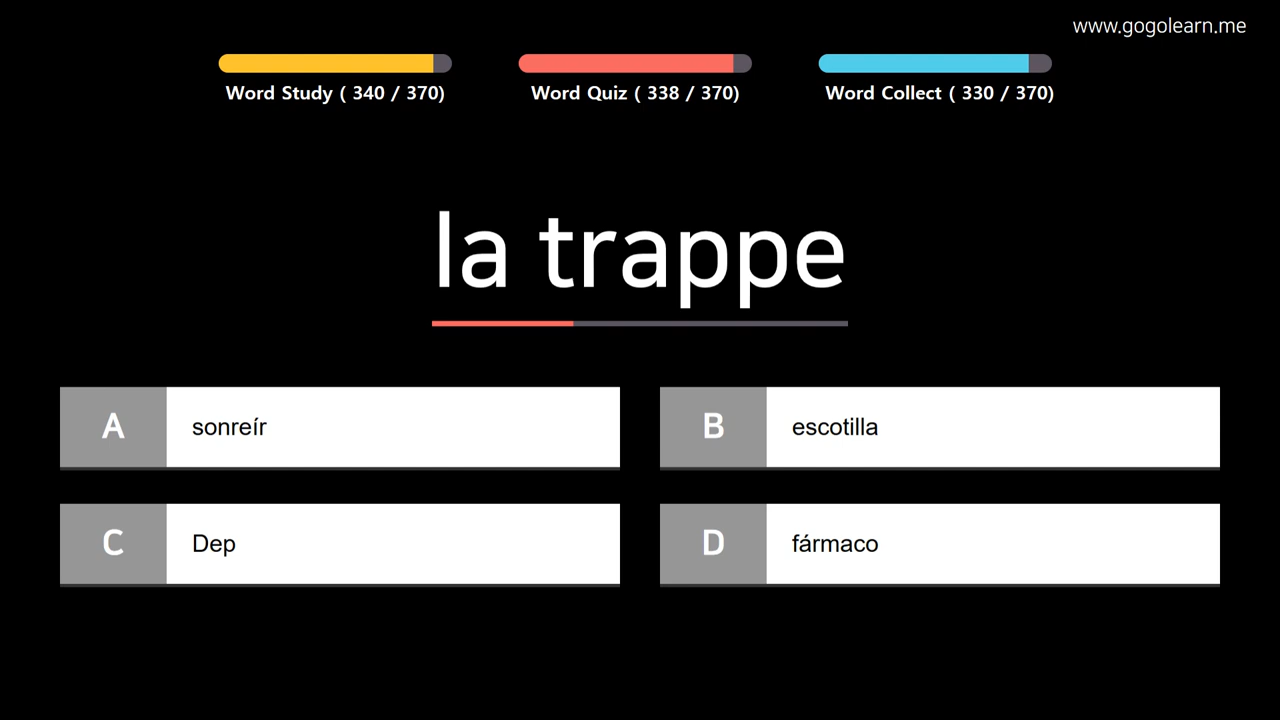 www.gogolearn.me
Word Study ( 340 / 370)
Word Quiz ( 338 / 370)
Word Collect ( 330 / 370)
la trappe
A
sonreír
B
escotilla
C
Dep
D
fármaco